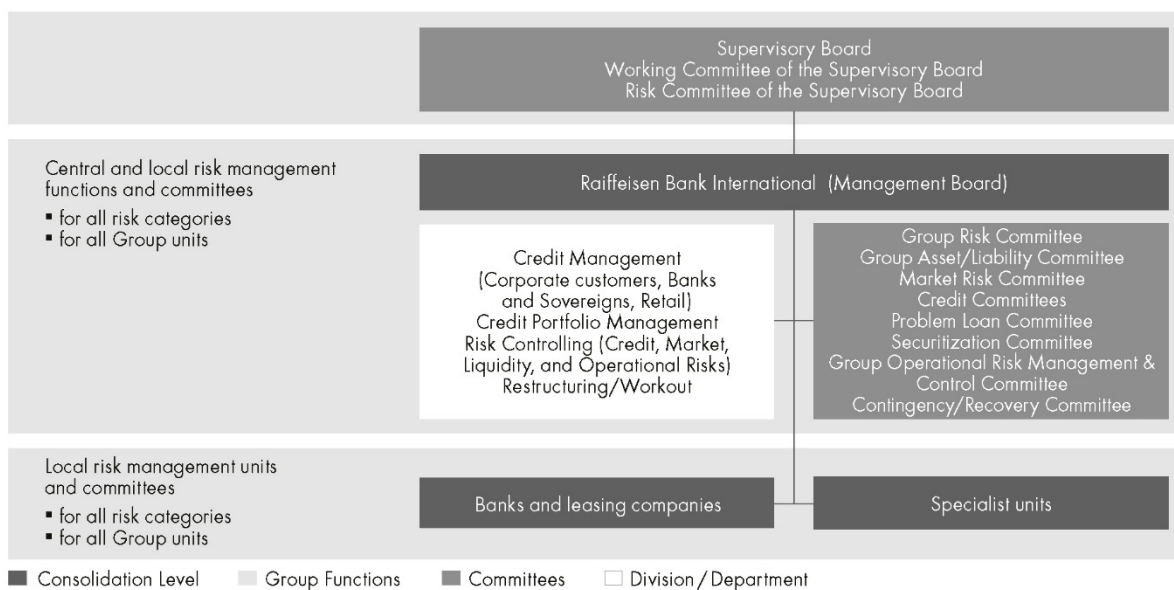 Supervisory Board
Working Committee of the Supervisory Board
Risk Committee of the Supervisory Board
Central and local risk management
functions and committees
▪ for all risk categories
▪ for all Group units
Raiffeisen Bank International (Management Board)
Credit Management
(Corporate customers, Banks
and Sovereigns, Retail)
Credit Portfolio Management
Risk Controlling (Credit, Market,
Liquidity, and Operational Risks)
Restructuring/Workout
Group Risk Committee
Group Asset/Liability Committee
Market Risk Committee
Credit Committees
Problem Loan Committee
Securitization Committee
Group Operational Risk Management &
Control Committee
Contingency/Recovery Committee
Local risk management units
and committees
▪ for all risk categories
▪ for all Group units
Banks and leasing companies
Specialist units
Consolidation Level
Group Functions
Committees
Division/Department